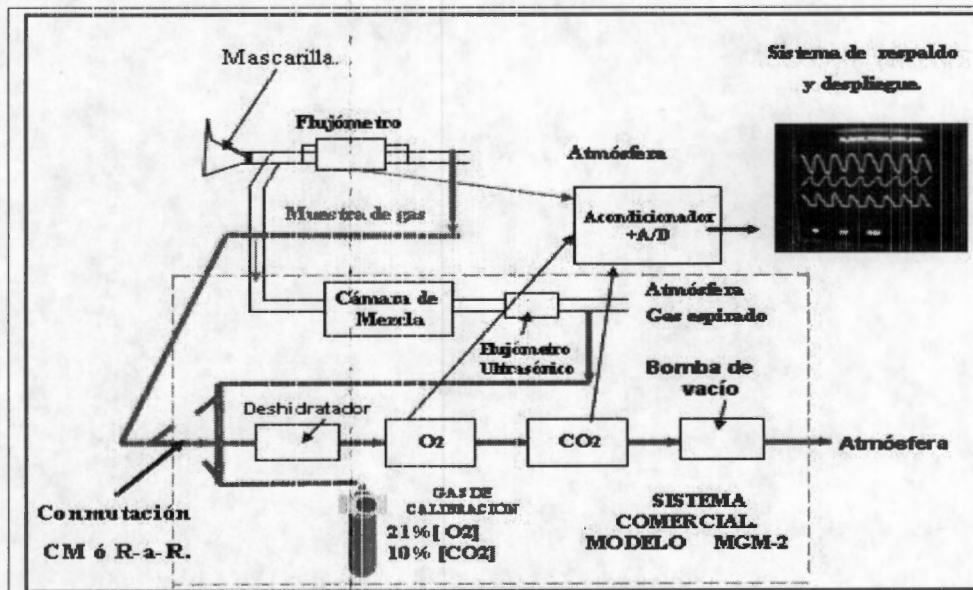 Mascarilla
Sistema de respaldo
y despliegue.
Flujómetro
Atmósfera
Muestra de gas
Acondicionador
+A/D
Cámara de
Mezcla
Atmósfera
Gas espirado
Flujómetro
Ultrasónico
Bomba de
vacío
Deshidratador
O2
CO2
Atmósfera
Conmutación
CM ó R-a-R.
GAS DE
CALIBRACIÓN
21%[ O2]
10% [CO2]
SISTEMA
COMERCIAL
MODELO MGM-2